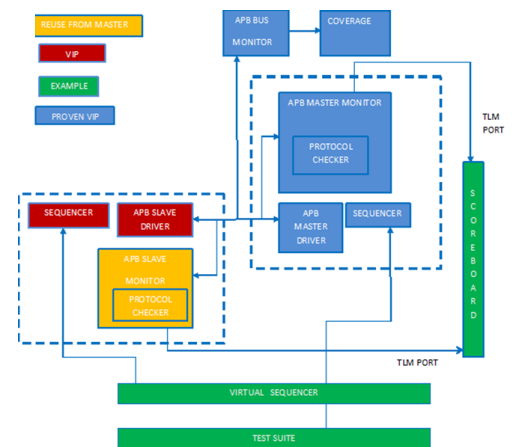 REUSE FROM MASTER
VIP
EXAMPLE
PROVEN VIP
APB BUS
MONITOR
COVERAGE
APB MASTER MONITOR
PROTOCOL
CHECKER
TLM
PORT
SEQUENCER
APB SLAVE
DRIVER
APB
MASTER
DRIVER
SEQUENCER
SCOREBOARD
APB SLAVE
MONITOR
PROTOCOL
CHECKER
TLM PORT
VIRTUAL SEQUENCER
TEST SUITE